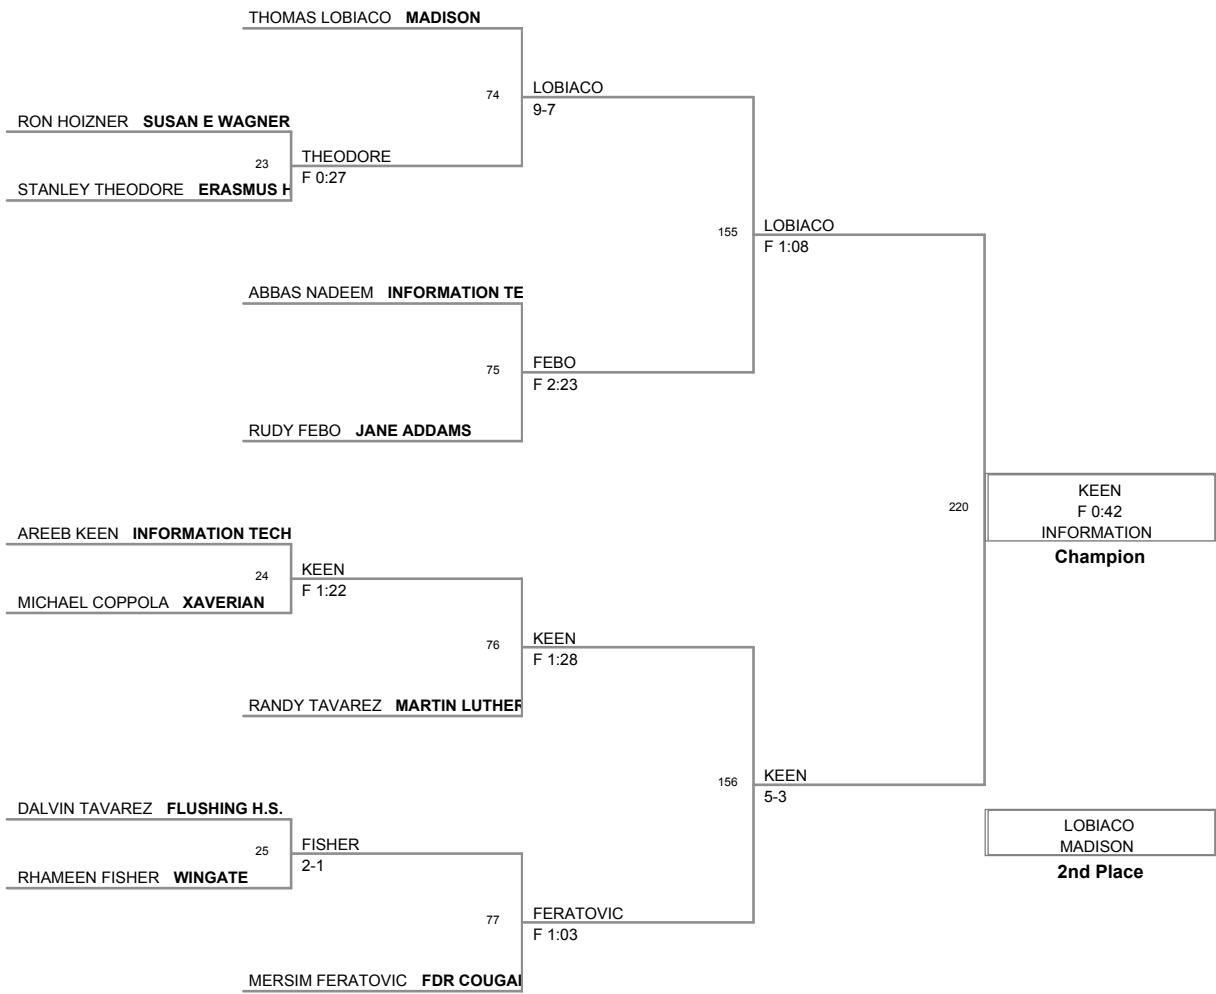 THOMAS LOBIACO MADISON
74 LOBIACO
9-7
RON HOIZNER SUSAN E WAGNER
23 THEODORE
F 0:27
STANLEY THEODORE ERASMUS H
155 LOBIACO
F 1:08
ABBAS NADEEM INFORMATION TE
75 FEBO
F 2:23
RUDY FEBO JANE ADDAMS
220 KEEN
F 0:42
INFORMATION
Champion
AREEB KEEN INFORMATION TECH
24 KEEN
F 1:22
MICHAEL COPPOLA XAVERIAN
76 KEEN
F 1:28
RANDY TAVAREZ MARTIN LUTHER
156 KEEN
5-3
DALVIN TAVAREZ FLUSHING H.S.
25 FISHER
2-1
RHAMEEN FISHER WINGATE
77 FERATOVIC
F 1:03
MERSIM FERATOVIC FDR COUGAR
LOBIACO
MADISON
2nd Place